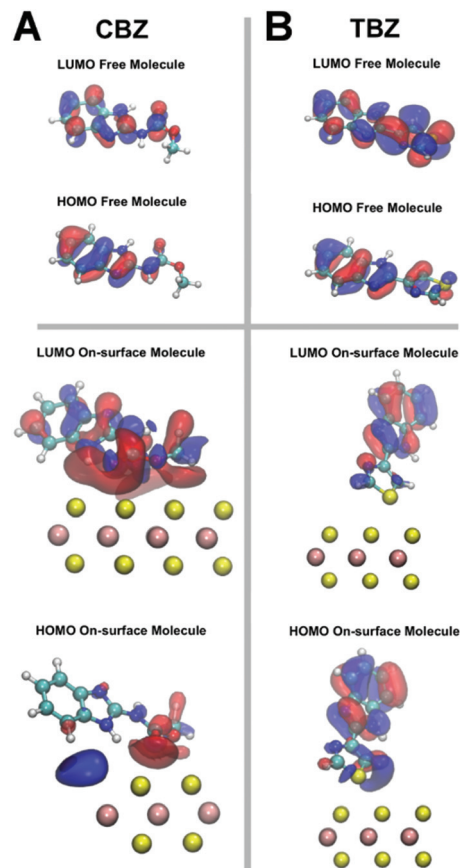 A CBZ
LUMO Free Molecule
HOMO Free Molecule
LUMO On-surface Molecule
HOMO On-surface Molecule
B TBZ
LUMO Free Molecule
HOMO Free Molecule
LUMO On-surface Molecule
HOMO On-surface Molecule